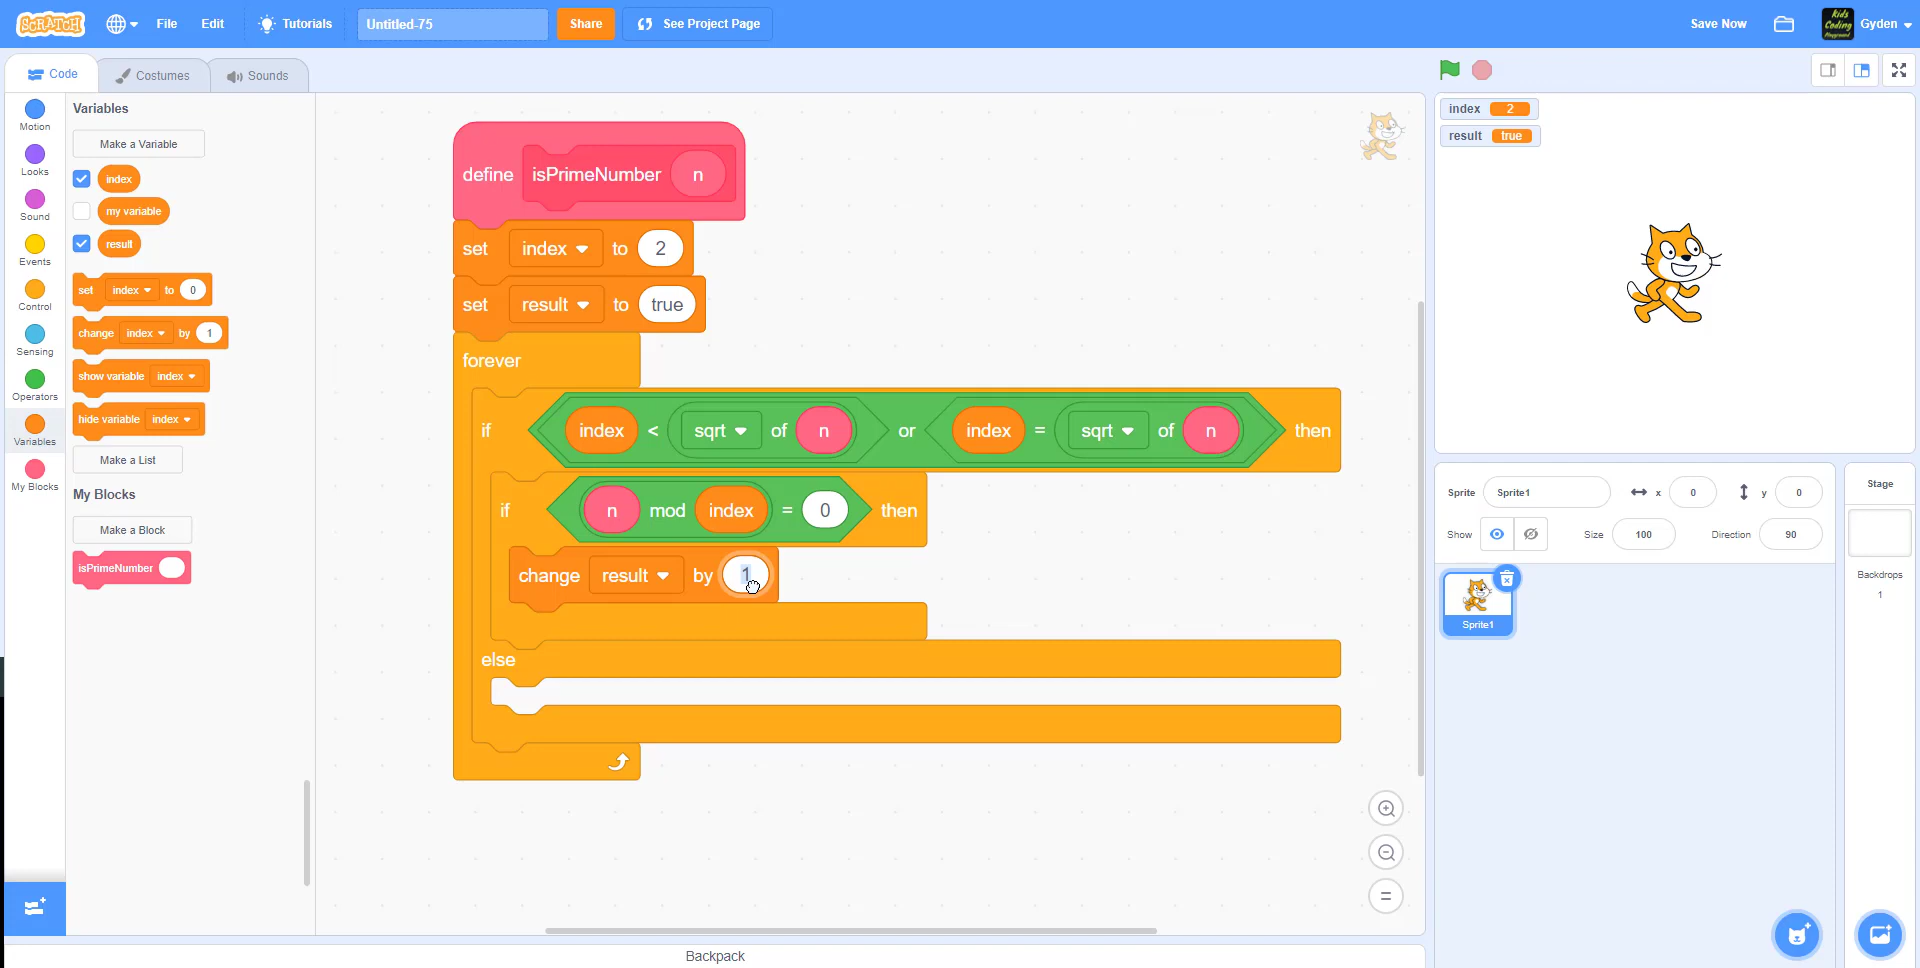 SCRATCH File Edit Tutorials Untitled-75 Share See Project Page Save Now Kids Coding Playground Gyden
Code Costumes Sounds
Motion
Looks
Sound
Events
Control
Sensing
Operators
Variables
My Blocks
Variables
Make a Variable
index
my variable
result
set index to 0
change index by 1
show variable index
hide variable index
Make a List
My Blocks
Make a Block
isPrimeNumber
define isPrimeNumber n
set index to 2
set result to true
forever
if index < sqrt of n or index = sqrt of n then
if n mod index = 0 then
change result by 1
else
Backpack
index 2
result true
Sprite Sprite1 x 0 y 0
Show Size 100 Direction 90
Sprite1
Stage
Backdrops
1